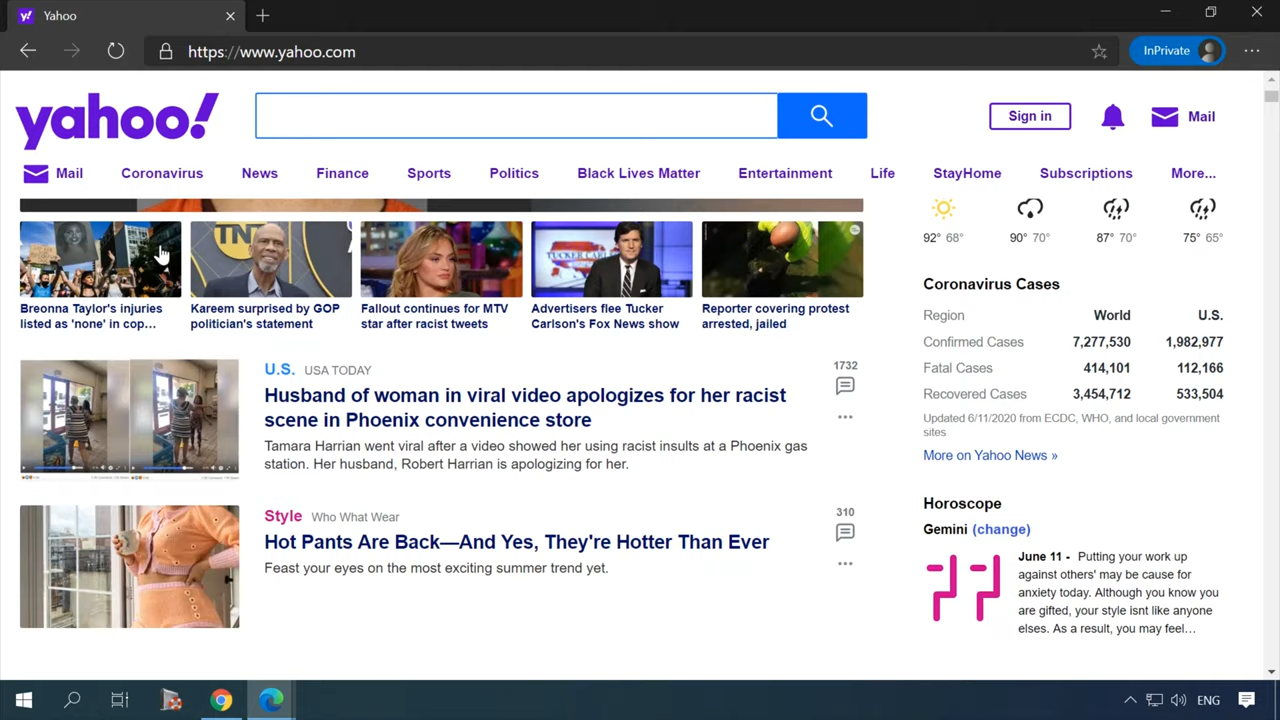 Yahoo
https://www.yahoo.com
InPrivate
yahoo!
Sign in
Mail
Mail Coronavirus News Finance Sports Politics Black Lives Matter Entertainment Life StayHome Subscriptions More...
92° 68° 90° 70° 87° 70° 75° 65°
TNT
TUCKER CARL
Breonna Taylor's injuries
listed as 'none' in cop...
Kareem surprised by GOP
politician's statement
Fallout continues for MTV
star after racist tweets
Advertisers flee Tucker
Carlson's Fox News show
Reporter covering protest
arrested, jailed
U.S. USA TODAY
Husband of woman in viral video apologizes for her racist
scene in Phoenix convenience store
Tamara Harrian went viral after a video showed her using racist insults at a Phoenix gas
station. Her husband, Robert Harrian is apologizing for her.
1732
Style Who What Wear
Hot Pants Are Back—And Yes, They're Hotter Than Ever
Feast your eyes on the most exciting summer trend yet.
310
Coronavirus Cases
Region World U.S.
Confirmed Cases 7,277,530 1,982,977
Fatal Cases 414,101 112,166
Recovered Cases 3,454,712 533,504
Updated 6/11/2020 from ECDC, WHO, and local government
sites
More on Yahoo News »
Horoscope
Gemini (change)
June 11 - Putting your work up
against others' may be cause for
anxiety today. Although you know you
are gifted, your style isnt like anyone
elses. As a result, you may feel…
ENG